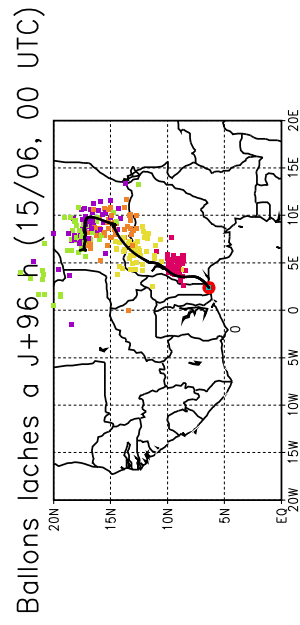 Ballons laches a J+96 h (15/06, 00 UTC)
20N
15N
10N
5N
EQ
20W
15W
10W
5W
0
5E
10E
15E
20E
0